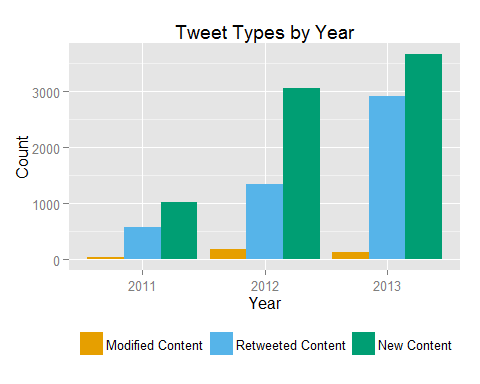 Tweet Types by Year
Count
3000
2000
1000
0
2011 2012 2013
Year
Modified Content Retweeted Content New Content